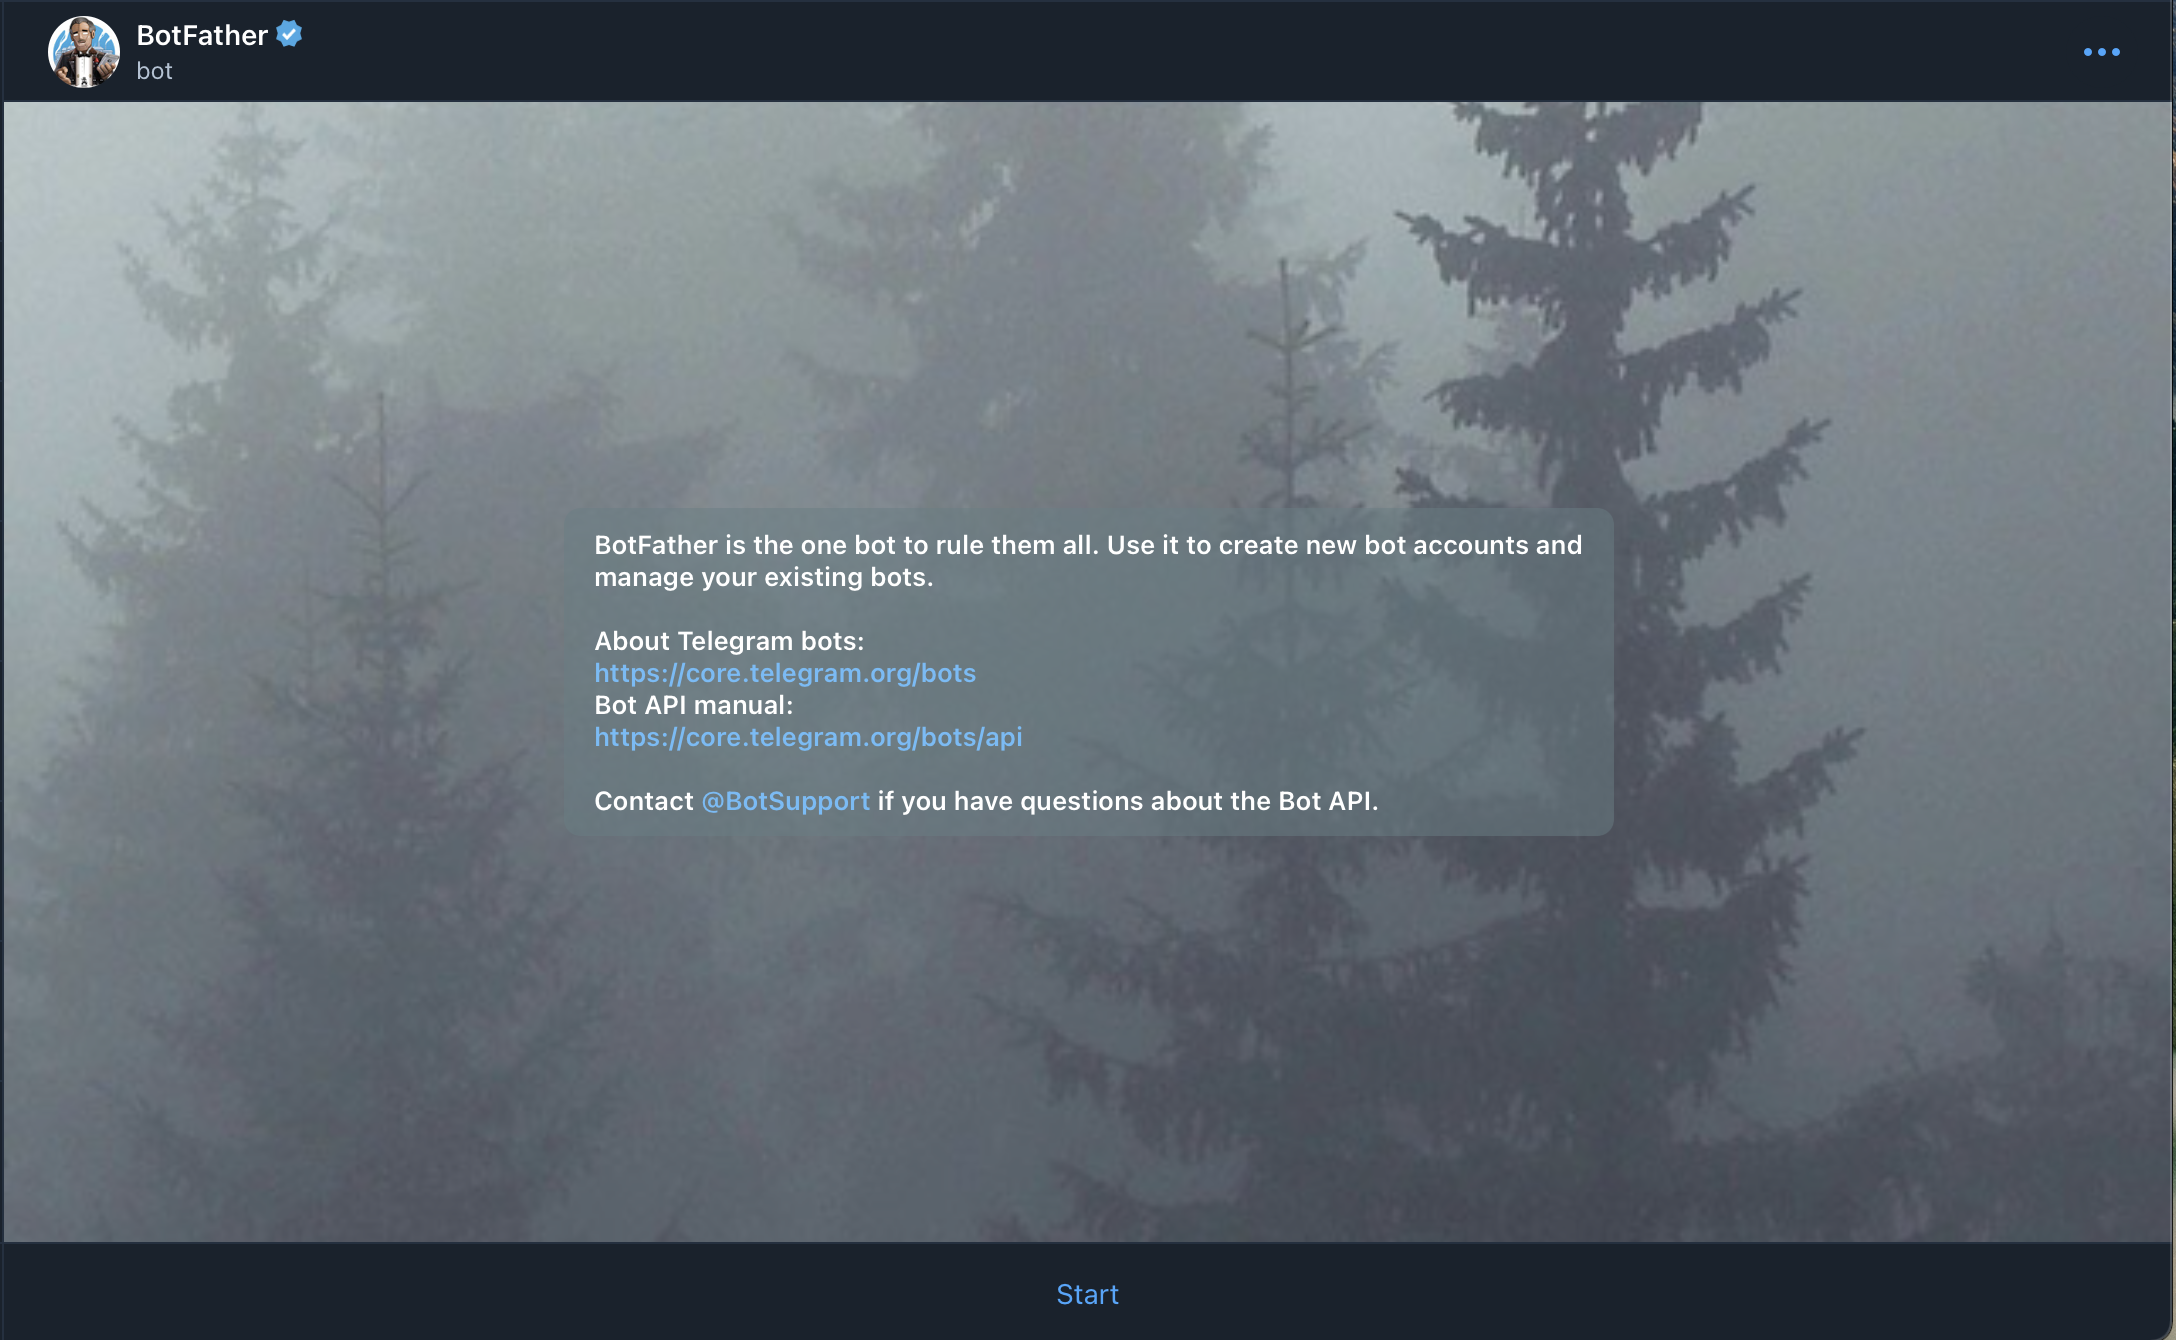 BotFather
bot
BotFather is the one bot to rule them all. Use it to create new bot accounts and
manage your existing bots.
About Telegram bots:
https://core.telegram.org/bots
Bot API manual:
https://core.telegram.org/bots/api
Contact @BotSupport if you have questions about the Bot API.
Start